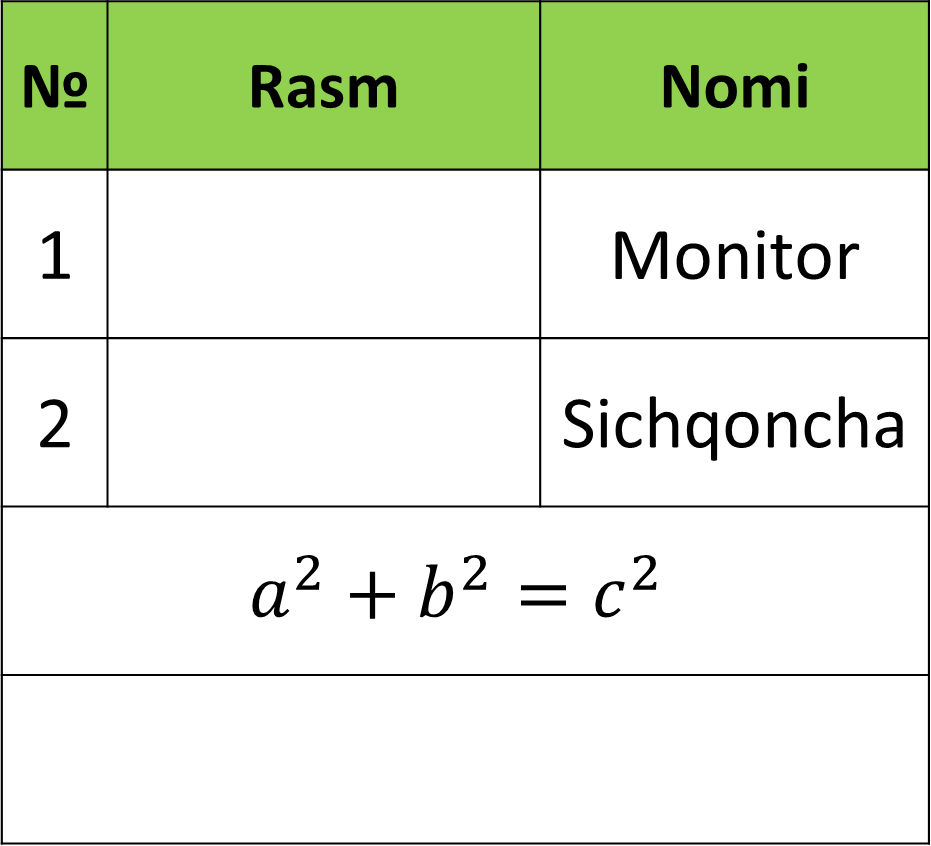 № Rasm Nomi
1 Monitor
2 Sichqoncha
a² + b² = c²